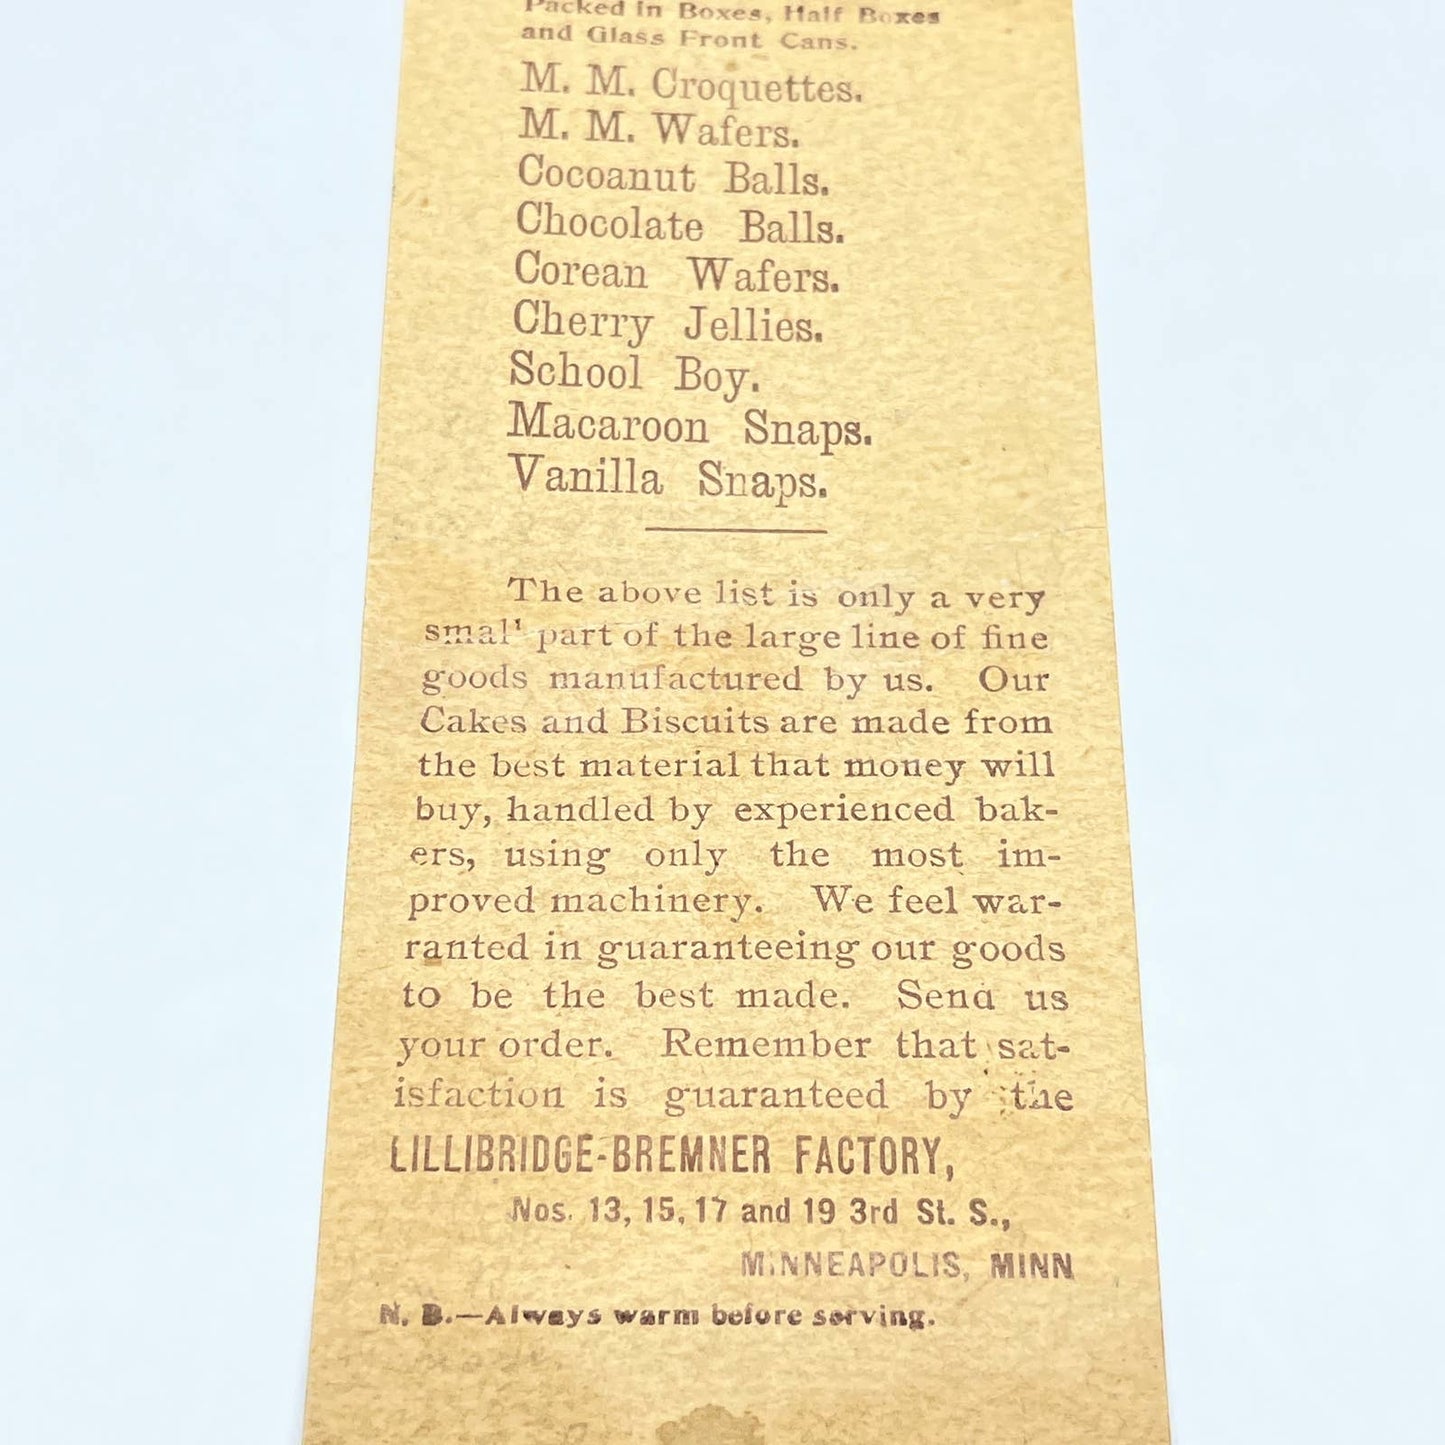 Packed in Boxes, Half Boxes
and Glass Front Cans.
M. M. Croquettes.
M. M. Wafers.
Cocoanut Balls.
Chocolate Balls.
Corean Wafers.
Cherry Jellies.
School Boy.
Macaroon Snaps.
Vanilla Snaps.
The above list is only a very
small part of the large line of fine
goods manufactured by us. Our
Cakes and Biscuits are made from
the best material that money will
buy, handled by experienced bak-
ers, using only the most im-
proved machinery. We feel war-
ranted in guaranteeing our goods
to be the best made. Send us
your order. Remember that sat-
isfaction is guaranteed by the
LILLIBRIDGE-BREMNER FACTORY,
Nos. 13, 15, 17 and 19 3rd St. S.,
MINNEAPOLIS, MINN
N. B.—Always warm before serving.